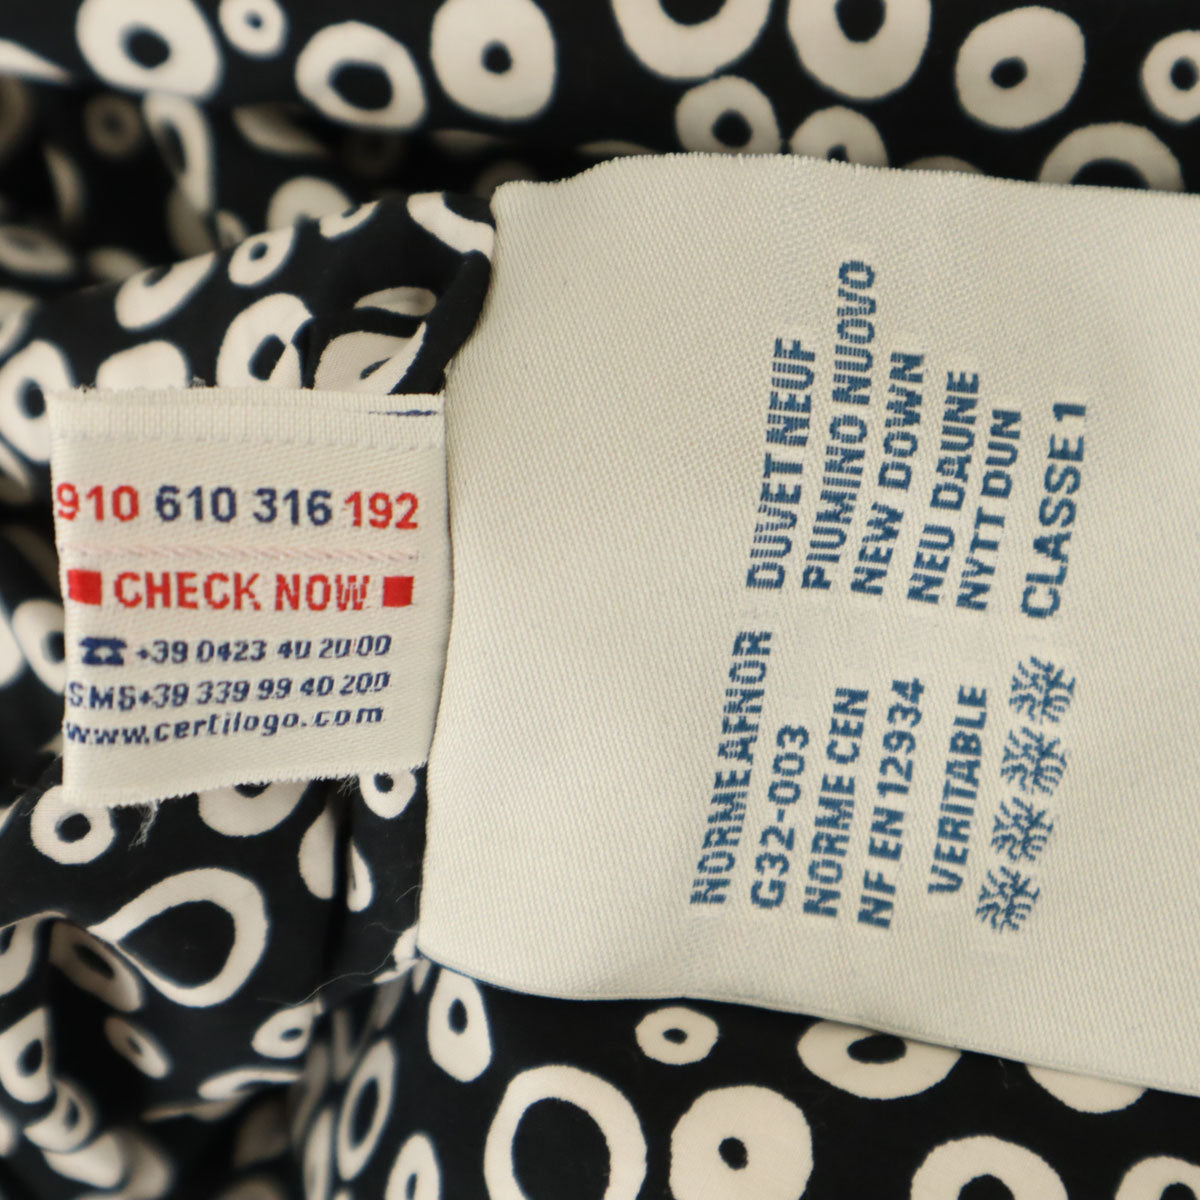 910 610 316 192
CHECK NOW
+39 0423 40 20 00
SMS+39 339 99 40 200
www.certilogo.com
DUVET NEUF
PIUMINO NUOVO
NEW DOWN
NEU DAUNE
NYTT DUN
CLASSE 1
NORME AFNOR
G32-003
NORME CEN
NF EN 12934
VERITABLE